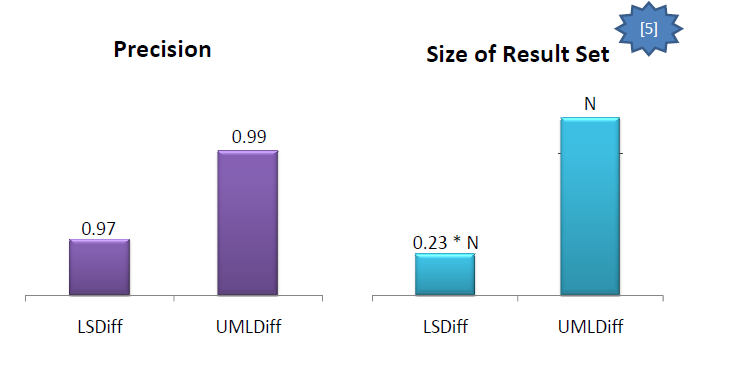 Precision
0.99
0.97
LSDiff
UMLDiff
Size of Result Set
[5]
N
0.23 * N
LSDiff
UMLDiff